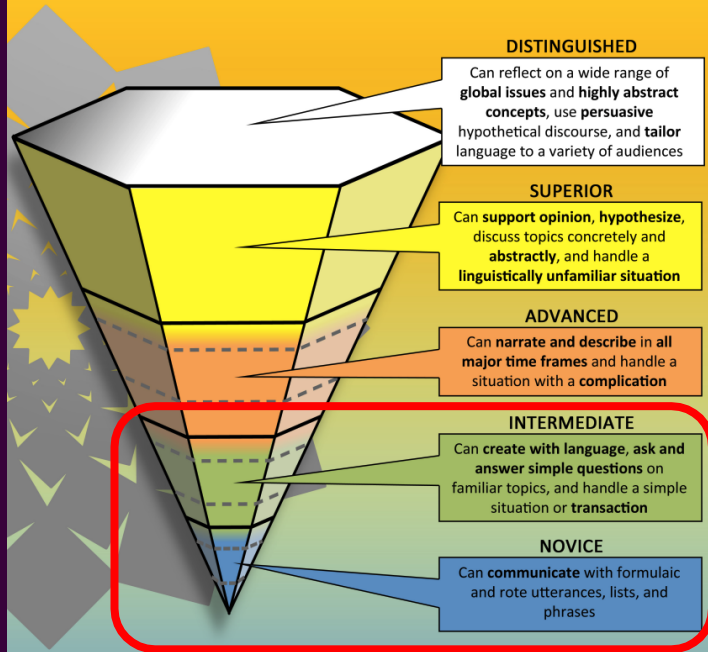 DISTINGUISHED
Can reflect on a wide range of
global issues and highly abstract
concepts, use persuasive
hypothetical discourse, and tailor
language to a variety of audiences
SUPERIOR
Can support opinion, hypothesize,
discuss topics concretely and
abstractly, and handle a
linguistically unfamiliar situation
ADVANCED
Can narrate and describe in all
major time frames and handle a
situation with a complication
INTERMEDIATE
Can create with language, ask and
answer simple questions on
familiar topics, and handle a simple
situation or transaction
NOVICE
Can communicate with formulaic
and rote utterances, lists, and
phrases